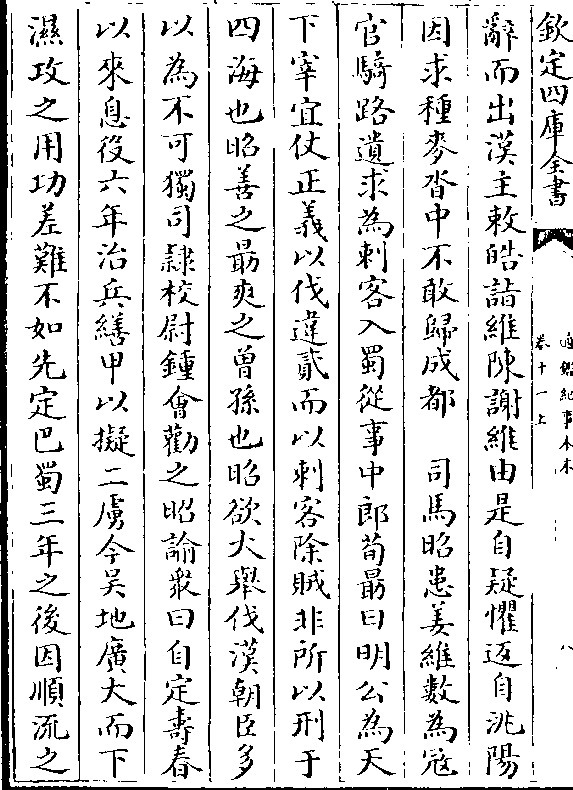 欽定四庫全書
通鑑紀事本末
卷十一上
八
辭而出漢主敕皓詣維陳謝維由是自疑懼返自洮陽
因求種麥沓中不敢歸成都　司馬昭患姜維數為寇
官騎路遺求為刺客入蜀從事中郎荀朂曰明公為天
下宰宜仗正義以伐違貳而以刺客除賊非所以刑于
四海也昭善之朂爽之曾孫也昭欲大舉伐漢朝臣多
以為不可獨司隷校尉鍾會勸之昭諭衆曰自定壽春
以來息役六年治兵繕甲以擬二虜今吳地廣大而下
濕攻之用功差難不如先定巴蜀三年之後因順流之